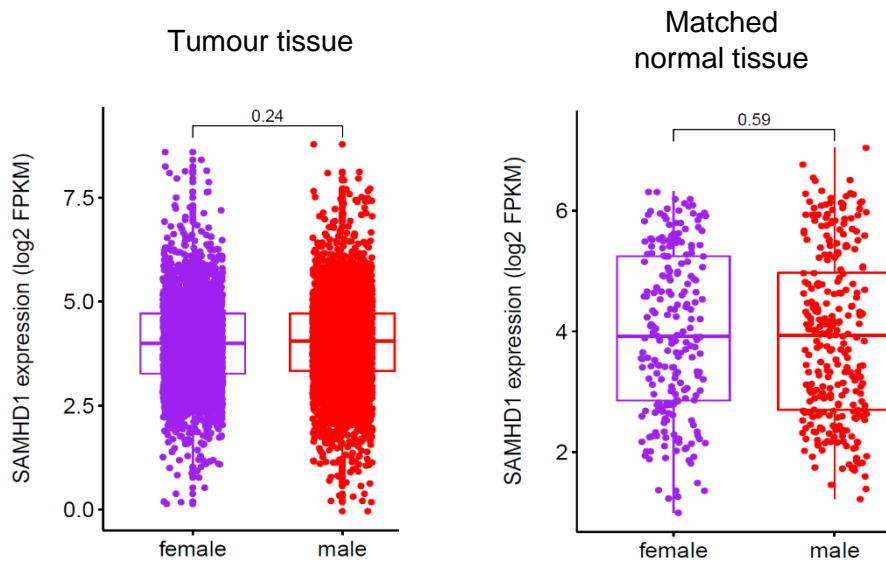 Tumour tissue
0.24
SAMHD1 expression (log2 FPKM)
7.5
5.0
2.5
0.0
female
male
Matched
normal tissue
0.59
SAMHD1 expression (log2 FPKM)
6
4
2
female
male